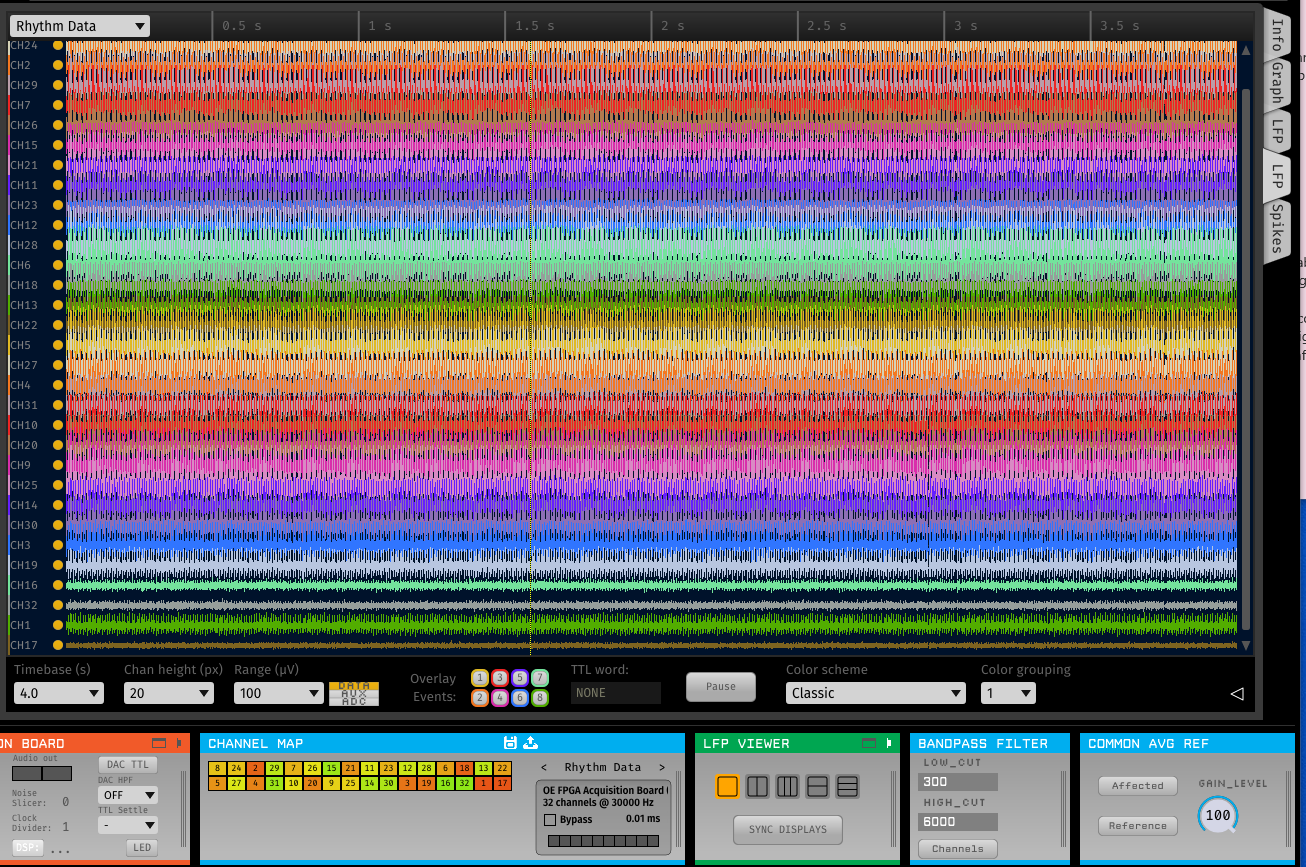 Rhythm Data
0.5 s
1 s
1.5 s
2 s
2.5 s
3 s
3.5 s
CH24
CH2
CH29
CH7
CH26
CH15
CH21
CH11
CH23
CH12
CH28
CH6
CH18
CH13
CH22
CH5
CH27
CH4
CH31
CH10
CH20
CH9
CH25
CH14
CH30
CH3
CH19
CH16
CH32
CH1
CH17
Info
Graph
LFP
LFP
Spikes
Timebase (s)
4.0
Chan height (px)
20
Range (µV)
100
DATA
AUX
ADC
Overlay
Events:
1 3 5 7
2 4 6 8
TTL word:
NONE
Pause
Color scheme
Classic
Color grouping
1
ON BOARD
Audio out
Noise
Slicer: 0
Clock
Divider: 1
DSP: ...
DAC TTL
DAC HPF
OFF
TTL Settle
-
LED
CHANNEL MAP
8 24 2 29 7 26 15 21 11 23 12 28 6 18 13 22
5 27 4 31 10 20 9 25 14 30 3 19 16 32 1 17
< Rhythm Data >
OE FPGA Acquisition Board (
32 channels @ 30000 Hz
Bypass 0.01 ms
LFP VIEWER
SYNC DISPLAYS
BANDPASS FILTER
LOW_CUT
300
HIGH_CUT
6000
Channels
COMMON AVG REF
Affected
Reference
GAIN_LEVEL
100